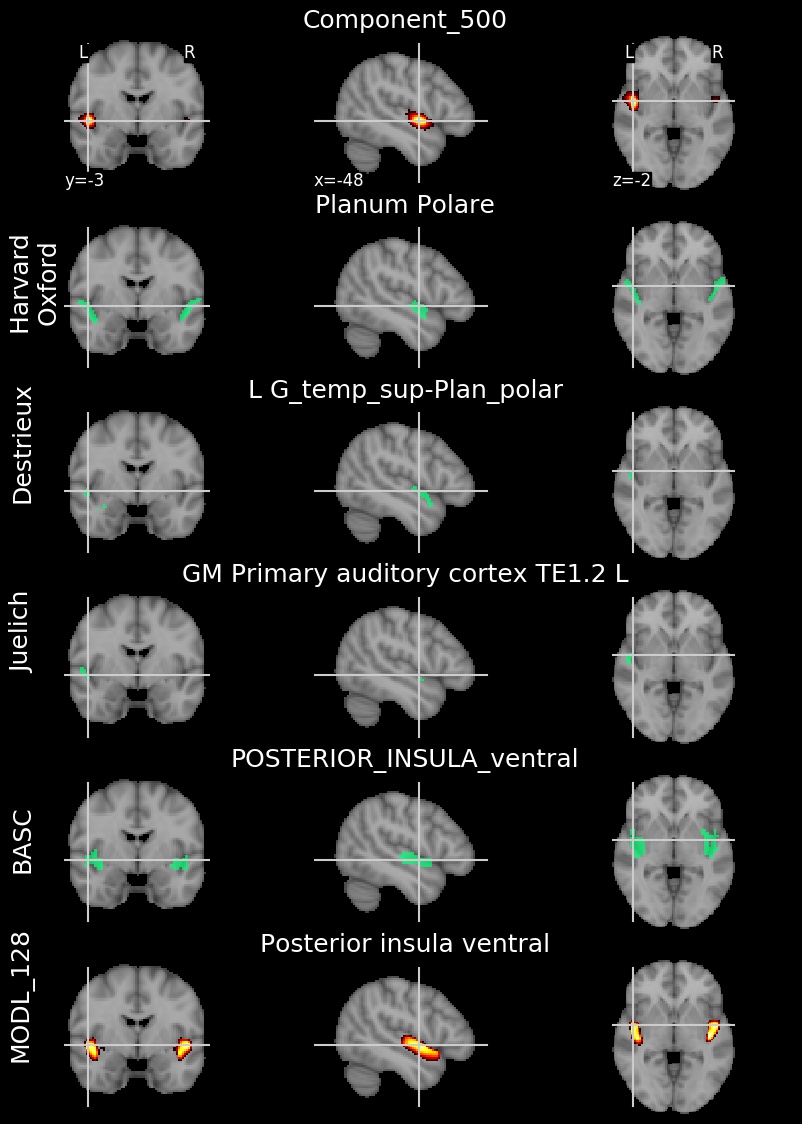 Component_500
L R
L R
y=-3
x=-48
z=-2
Planum Polare
Harvard
Oxford
L G_temp_sup-Plan_polar
Destrieux
GM Primary auditory cortex TE1.2 L
Juelich
POSTERIOR_INSULA_ventral
BASC
Posterior insula ventral
MODL_128